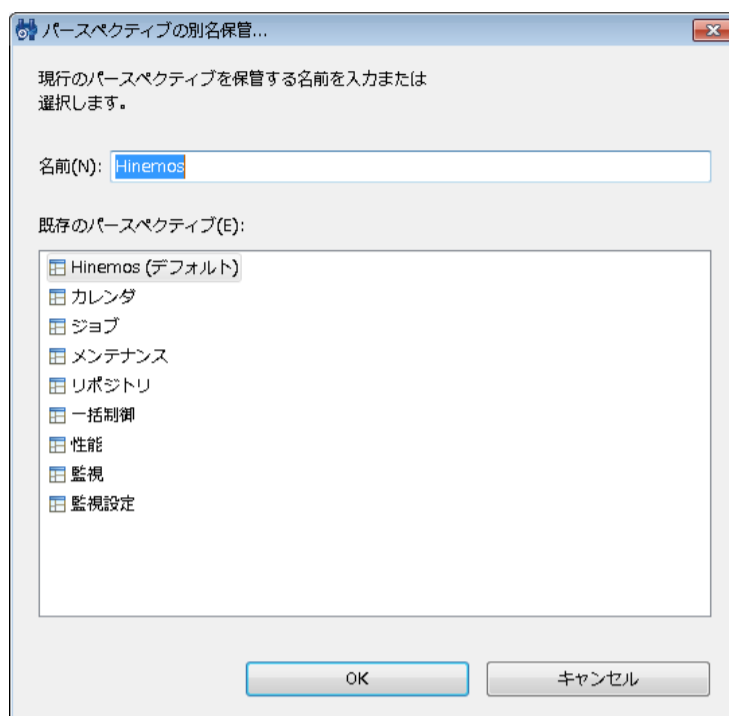 パースペクティブの別名保管...
現行のパースペクティブを保管する名前を入力または
選択します。
名前(N): Hinemos
既存のパースペクティブ(E):
Hinemos (デフォルト)
カレンダ
ジョブ
メンテナンス
リポジトリ
一括制御
性能
監視
監視設定
OK キャンセル